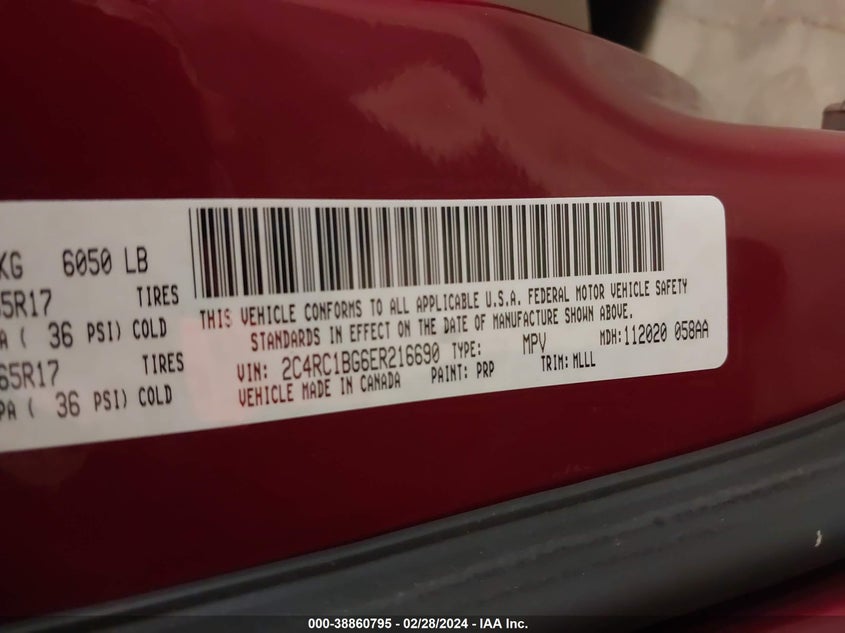 KG 6050 LB
5R17 TIRES
PA ( 36 PSI) COLD
65R17 TIRES
PA ( 36 PSI) COLD
THIS VEHICLE CONFORMS TO ALL APPLICABLE U.S.A. FEDERAL MOTOR VEHICLE SAFETY
STANDARDS IN EFFECT ON THE DATE OF MANUFACTURE SHOWN ABOVE.
VIN: 2C4RC1BG6ER216690 TYPE: MPV MDH:112020 058AA
VEHICLE MADE IN CANADA PAINT: PRP TRIM:MLLL
000-38860795 - 02/28/2024 - IAA Inc.